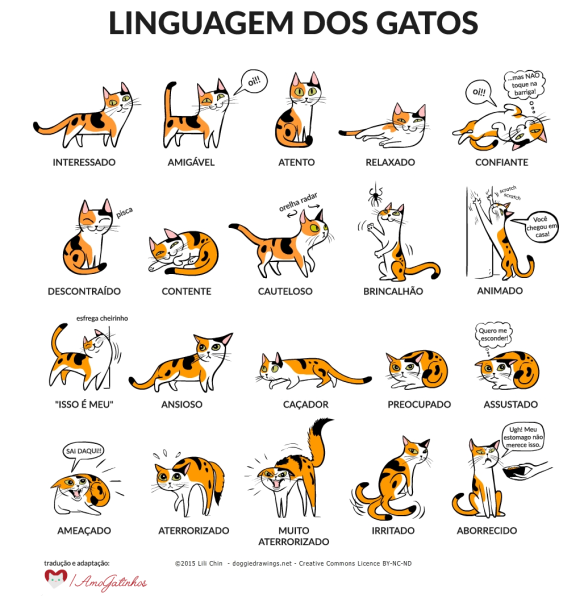 LINGUAGEM DOS GATOS
oi!!
oi!!
...mas NÃO
toque na
barriga!
INTERESSADO
AMIGÁVEL
ATENTO
RELAXADO
CONFIANTE
pisca
orelha radar
scratch
scratch
Você
chegou em
casa!
DESCONTRAÍDO
CONTENTE
CAUTELOSO
BRINCALHÃO
ANIMADO
esfrega cheirinho
Quero me
esconder!
"ISSO É MEU"
ANSIOSO
CAÇADOR
PREOCUPADO
ASSUSTADO
SAI DAQUI!!
Ugh! Meu
estomago não
merece isso.
AMEAÇADO
ATERRORIZADO
MUITO
ATERRORIZADO
IRRITADO
ABORRECIDO
tradução e adaptação:
AmoGatinhos
©2015 Lili Chin - doggiedrawings.net - Creative Commons Licence BY-NC-ND